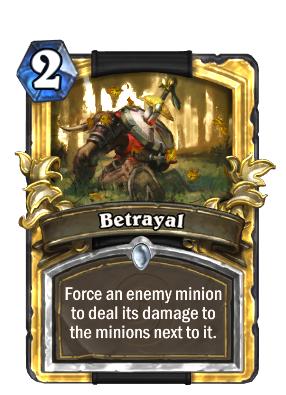 2
Betrayal
Force an enemy minion
to deal its damage to
the minions next to it.